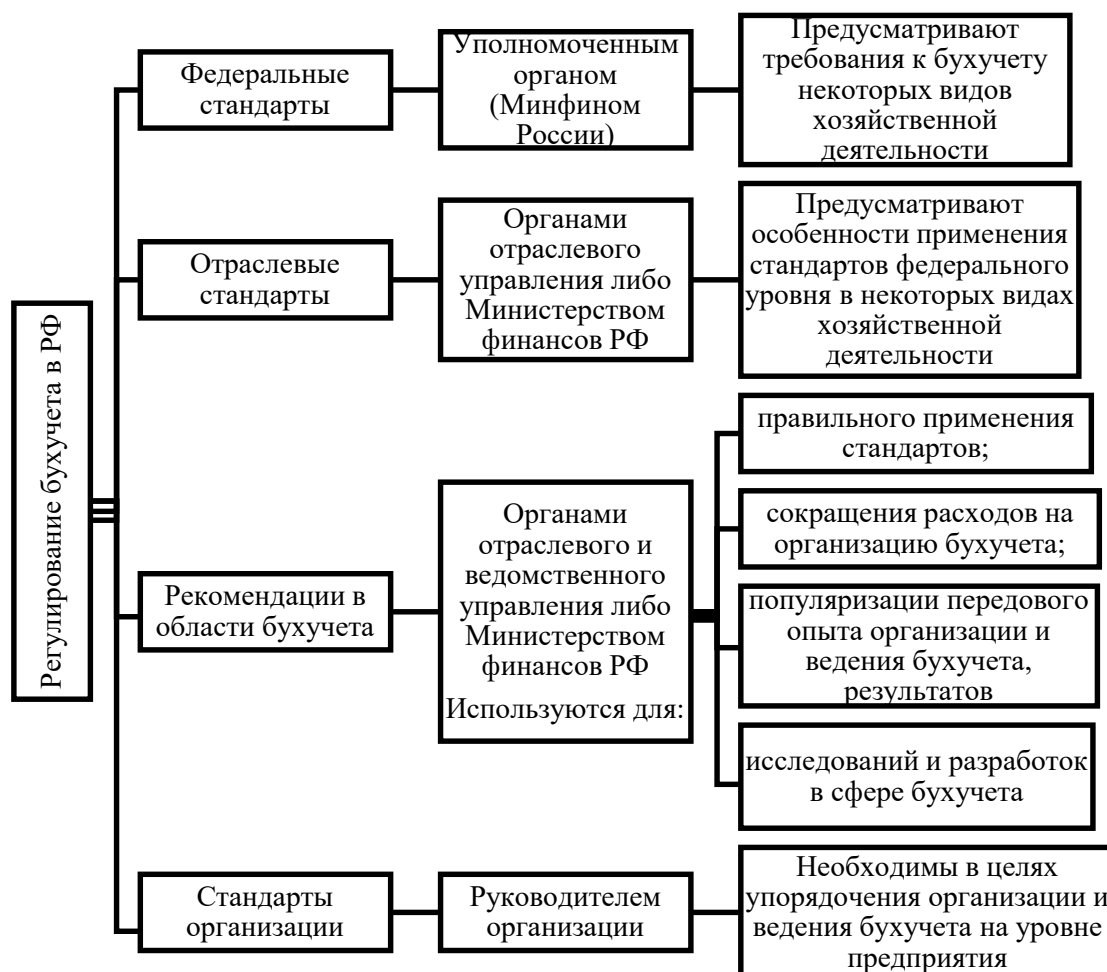 Регулирование бухучета в РФ
Федеральные
стандарты
Уполномоченным
органом
(Минфином
России)
Предусматривают
требования к бухучету
некоторых видов
хозяйственной
деятельности
Отраслевые
стандарты
Органами
отраслевого
управления либо
Министерством
финансов РФ
Предусматривают
особенности применения
стандартов федерального
уровня в некоторых видах
хозяйственной
деятельности
Рекомендации в
области бухучета
Органами
отраслевого и
ведомственного
управления либо
Министерством
финансов РФ
Используются для:
правильного применения
стандартов;
сокращения расходов на
организацию бухучета;
популяризации передового
опыта организации и
ведения бухучета,
результатов
исследований и разработок
в сфере бухучета
Стандарты
организации
Руководителем
организации
Необходимы в целях
упорядочения организации и
ведения бухучета на уровне
предприятия